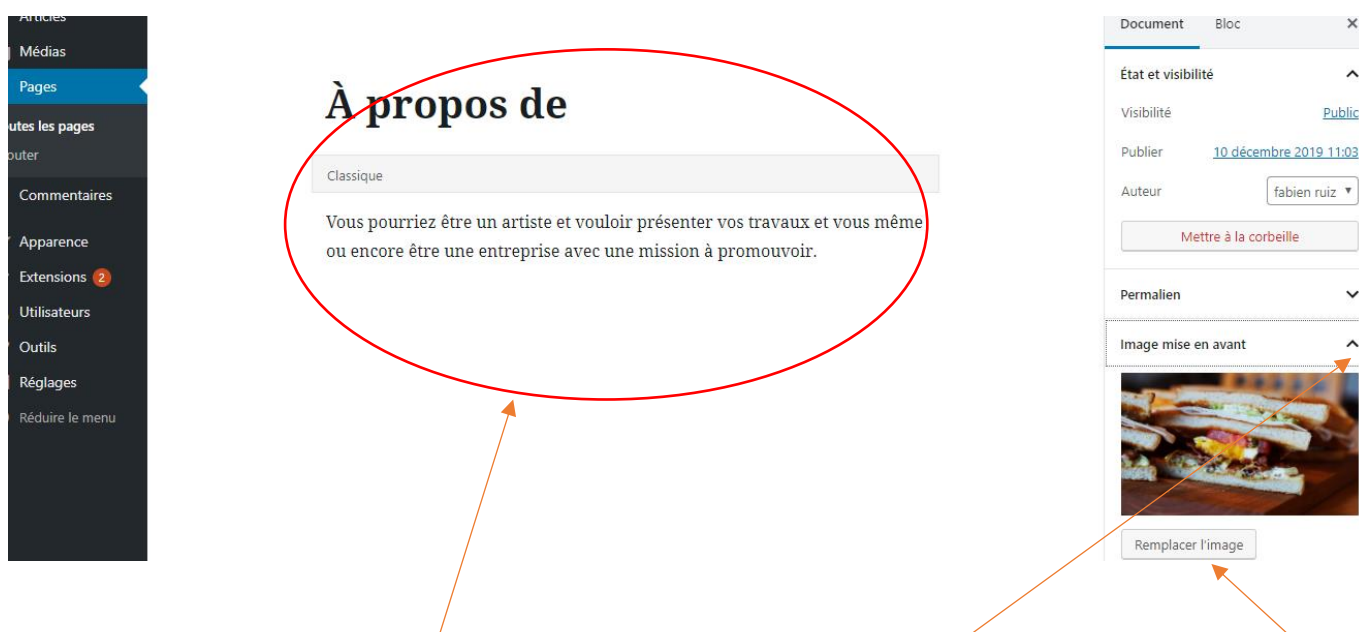 Articles
Médias
Pages
utes les pages
outer
Commentaires
Apparence
Extensions 2
Utilisateurs
Outils
Réglages
Réduire le menu
À propos de
Classique
Vous pourriez être un artiste et vouloir présenter vos travaux et vous même
ou encore être une entreprise avec une mission à promouvoir.
Document Bloc
État et visibilité
Visibilité Public
Publier 10 décembre 2019 11:03
Auteur fabien ruiz
Mettre à la corbeille
Permalien
Image mise en avant
Remplacer l'image